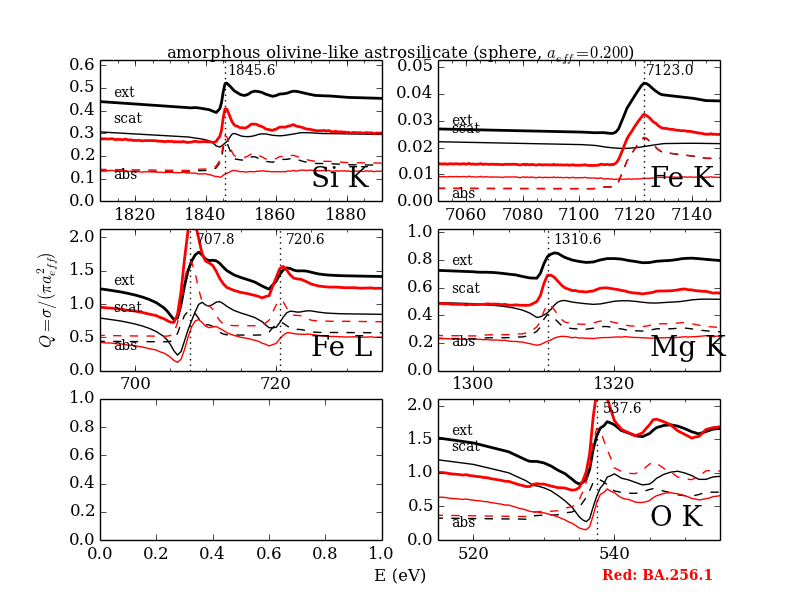 amorphous olivine-like astrosilicate (sphere, a_eff=0.200)
0.6
0.5
0.4
0.3
0.2
0.1
0.0
ext
scat
abs
1845.6
Si K
1820 1840 1860 1880
0.05
0.04
0.03
0.02
0.01
0.00
ext
scat
abs
7123.0
Fe K
7060 7080 7100 7120 7140
Q=σ/(πa²_eff)
2.0
1.5
1.0
0.5
0.0
ext
scat
abs
707.8
720.6
Fe L
700 720
1.0
0.8
0.6
0.4
0.2
0.0
ext
scat
abs
1310.6
Mg K
1300 1320
1.0
0.8
0.6
0.4
0.2
0.0
0.0 0.2 0.4 0.6 0.8 1.0
2.0
1.5
1.0
0.5
0.0
ext
scat
abs
537.6
O K
520 540
E (eV)
Red: BA.256.1